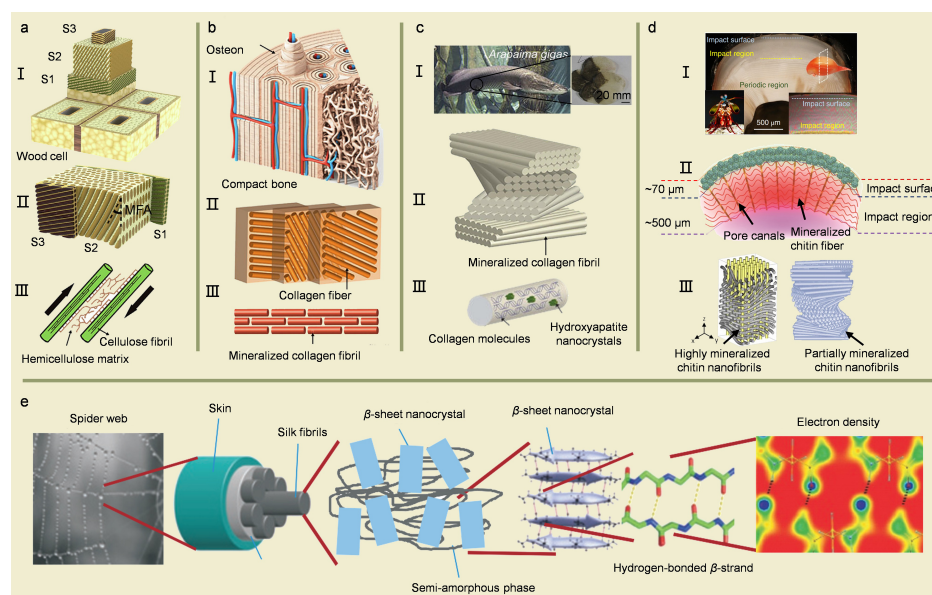 a
S3
S2
S1
I
Wood cell
II
MFA
S3
S2
S1
III
Cellulose fibril
Hemicellulose matrix
b
Osteon
I
Compact bone
II
Collagen fiber
III
Mineralized collagen fibril
c
Arapaima gigas
I
20 mm
II
Mineralized collagen fibril
III
Collagen molecules
Hydroxyapatite
nanocrystals
d
Impact surface
Impact region
I
Periodic region
Impact surface
500 μm
Impact region
II
~70 μm
Impact surfac
~500 μm
Impact region
Pore canals
Mineralized
chitin fiber
III
z
x
y
Highly mineralized
chitin nanofibrils
Partially mineralized
chitin nanofibrils
e
Spider web
Skin
Silk fibrils
β-sheet nanocrystal
β-sheet nanocrystal
Electron density
Semi-amorphous phase
Hydrogen-bonded β-strand